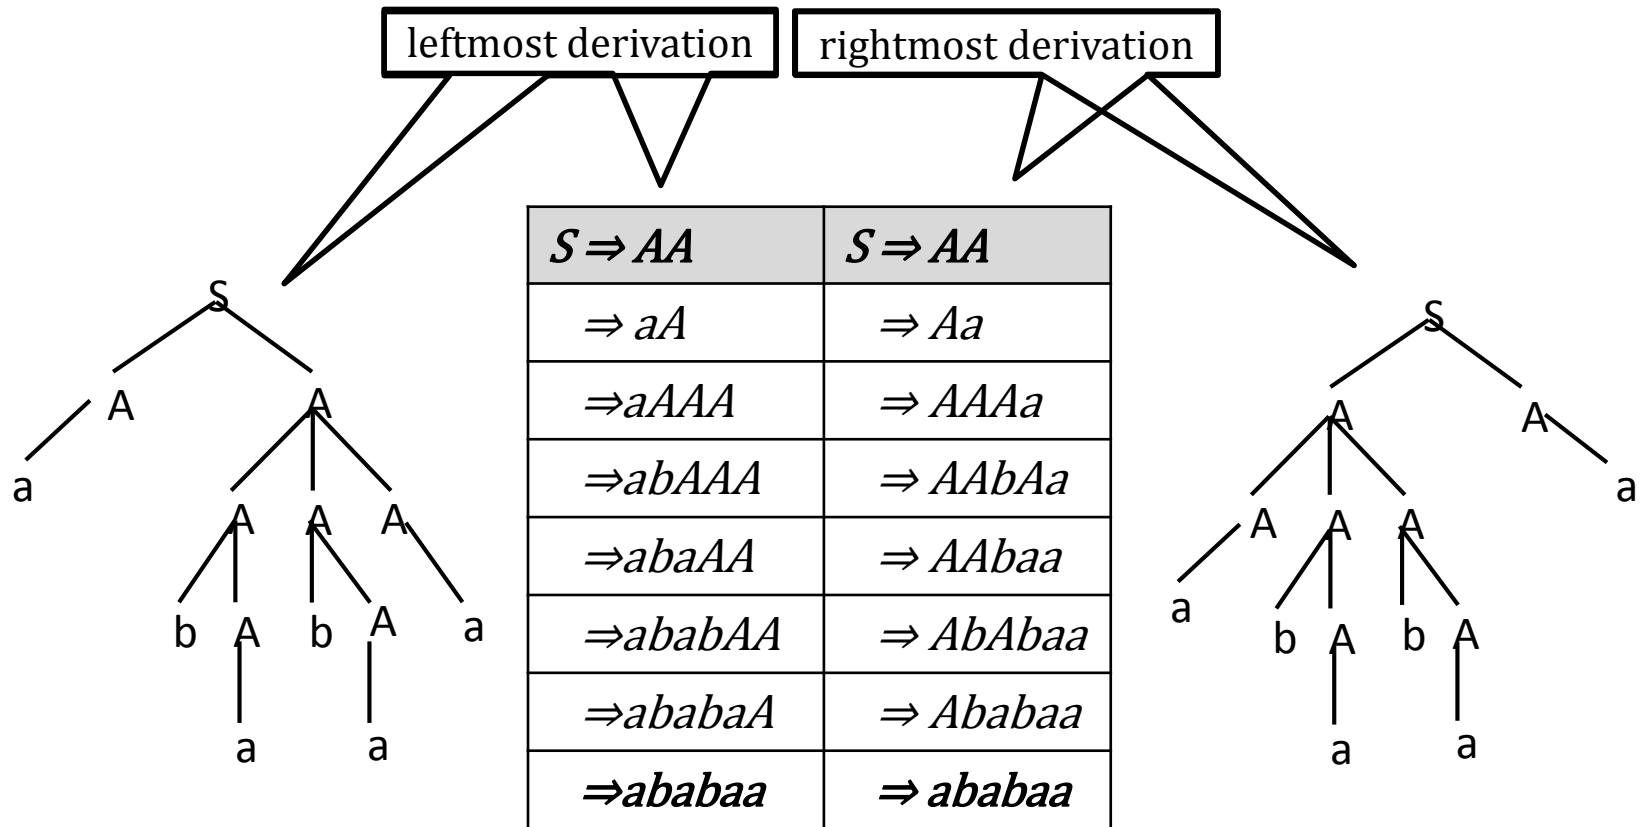 leftmost derivation
rightmost derivation
S ⇒ AA
S ⇒ AA
⇒ aA
⇒ Aa
⇒aAAA
⇒ AAAa
⇒abAAA
⇒ AAbAa
⇒abaAA
⇒ AAbaa
⇒ababAA
⇒ AbAbaa
⇒ababaA
⇒ Ababaa
⇒ababaa
⇒ ababaa
S
A A
a
A A A
b A b A a
a a
S
A A
a
A A A
a
b A b A
a a